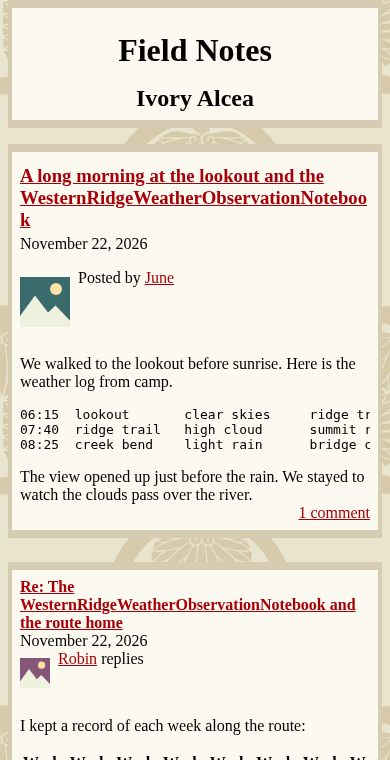 Field Notes
Ivory Alcea
A long morning at the lookout and the
WesternRidgeWeatherObservationNoteboo
k
November 22, 2026
Posted by June
We walked to the lookout before sunrise. Here is the
weather log from camp.
06:15 lookout clear skies ridge tr
07:40 ridge trail high cloud summit r
08:25 creek bend light rain bridge c
The view opened up just before the rain. We stayed to
watch the clouds pass over the river.
1 comment
Re: The
WesternRidgeWeatherObservationNotebook and
the route home
November 22, 2026
Robin replies
I kept a record of each week along the route: